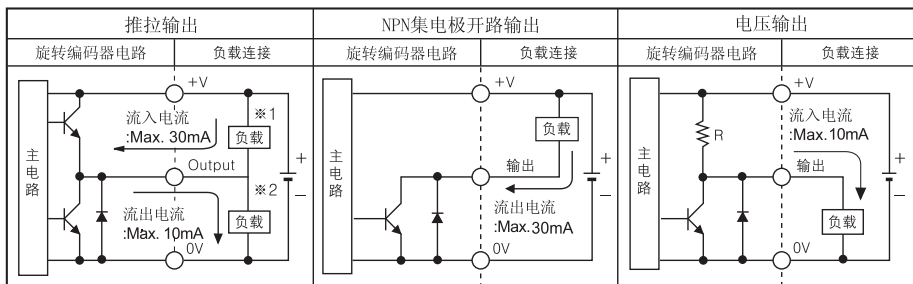 推拉输出
旋转编码器电路
负载连接
+V
※1
流入电流
:Max. 30mA
负载
主电路
Output
※2
流出电流
:Max. 10mA
负载
0V
+
−
NPN集电极开路输出
旋转编码器电路
负载连接
+V
负载
主电路
输出
流出电流
:Max.30mA
0V
+
−
电压输出
旋转编码器电路
负载连接
+V
流入电流
:Max.10mA
R
主电路
输出
负载
0V
+
−